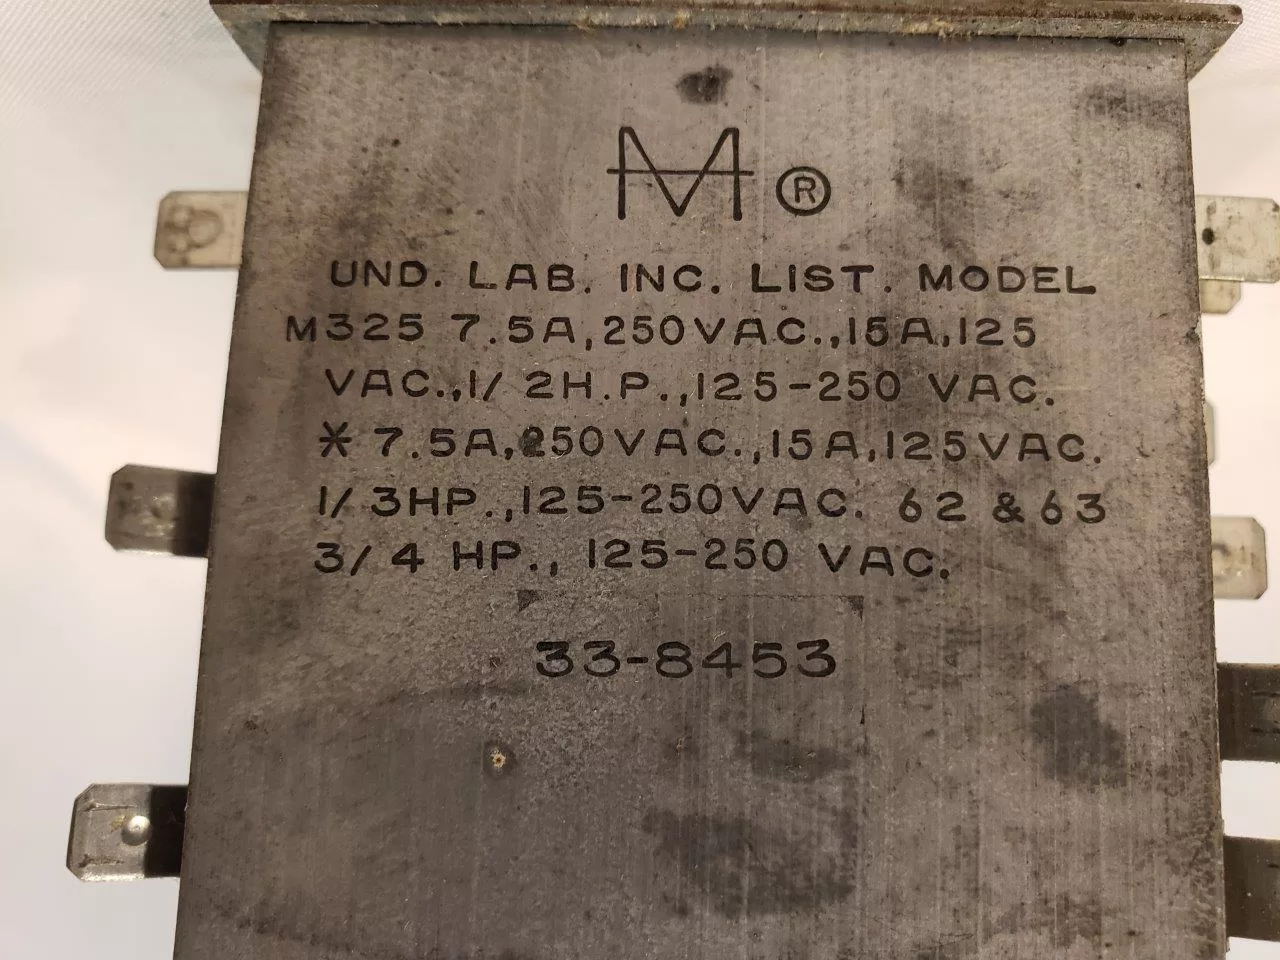 M ®
UND. LAB. INC. LIST. MODEL
M325 7.5A,250VAC.,15A,125
VAC.,1/2H.P.,125-250 VAC.
* 7.5A,250VAC.,15A,125VAC.
1/3HP.,125-250VAC. 62 & 63
3/4 HP., 125-250 VAC.
33-8453